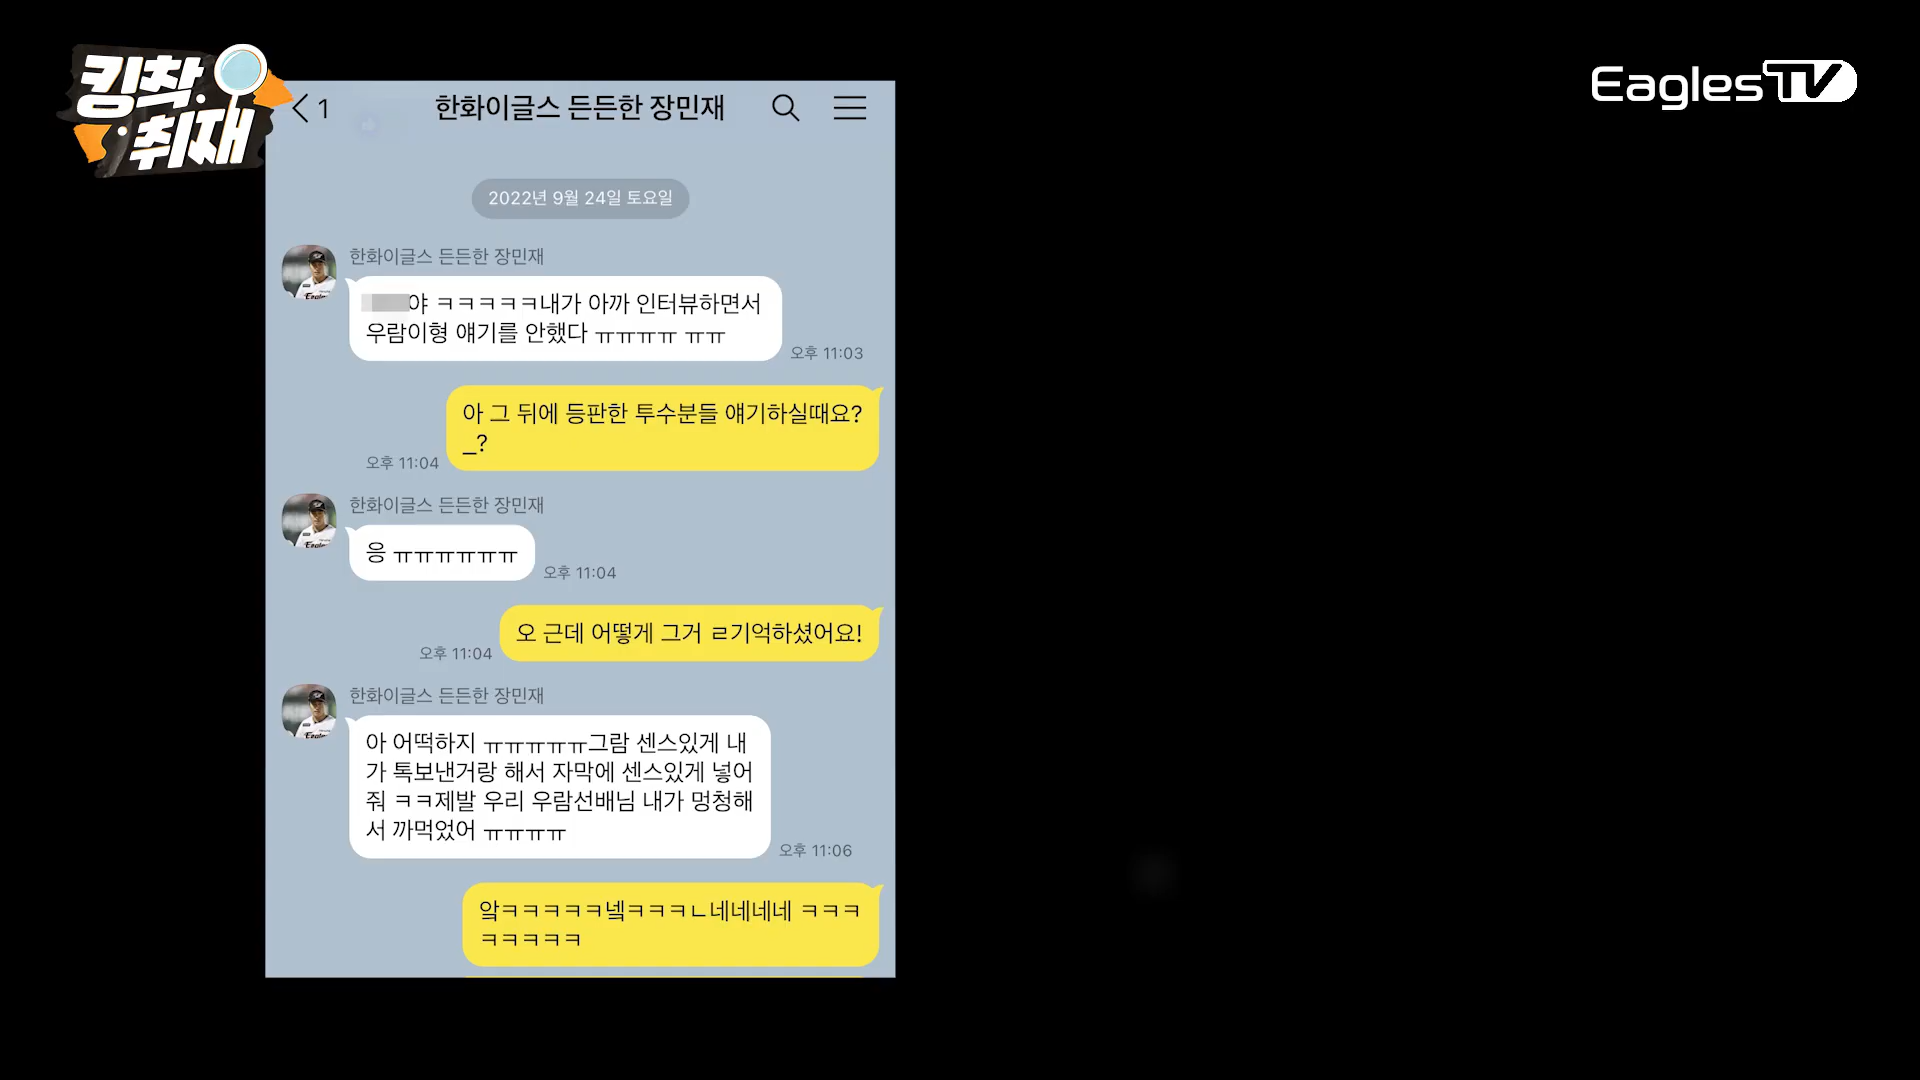 킹착.
취재
EaglesTV
1
한화이글스 든든한 장민재
2022년 9월 24일 토요일
한화이글스 든든한 장민재
야 ㅋㅋㅋㅋㅋ내가 아까 인터뷰하면서
우람이형 얘기를 안했다 ㅠㅠㅠㅠ ㅠㅠ
오후 11:03
아 그 뒤에 등판한 투수분들 얘기하실때요?
_?
오후 11:04
한화이글스 든든한 장민재
응 ㅠㅠㅠㅠㅠㅠ
오후 11:04
오 근데 어떻게 그거 ㄹ기억하셨어요!
오후 11:04
한화이글스 든든한 장민재
아 어떡하지 ㅠㅠㅠㅠㅠ그람 센스있게 내
가 톡보낸거랑 해서 자막에 센스있게 넣어
줘 ㅋㅋ제발 우리 우람선배님 내가 멍청해
서 까먹었어 ㅠㅠㅠㅠ
오후 11:06
앜ㅋㅋㅋㅋㅋ넼ㅋㅋㅋㄴ네네네네 ㅋㅋㅋ
ㅋㅋㅋㅋㅋ